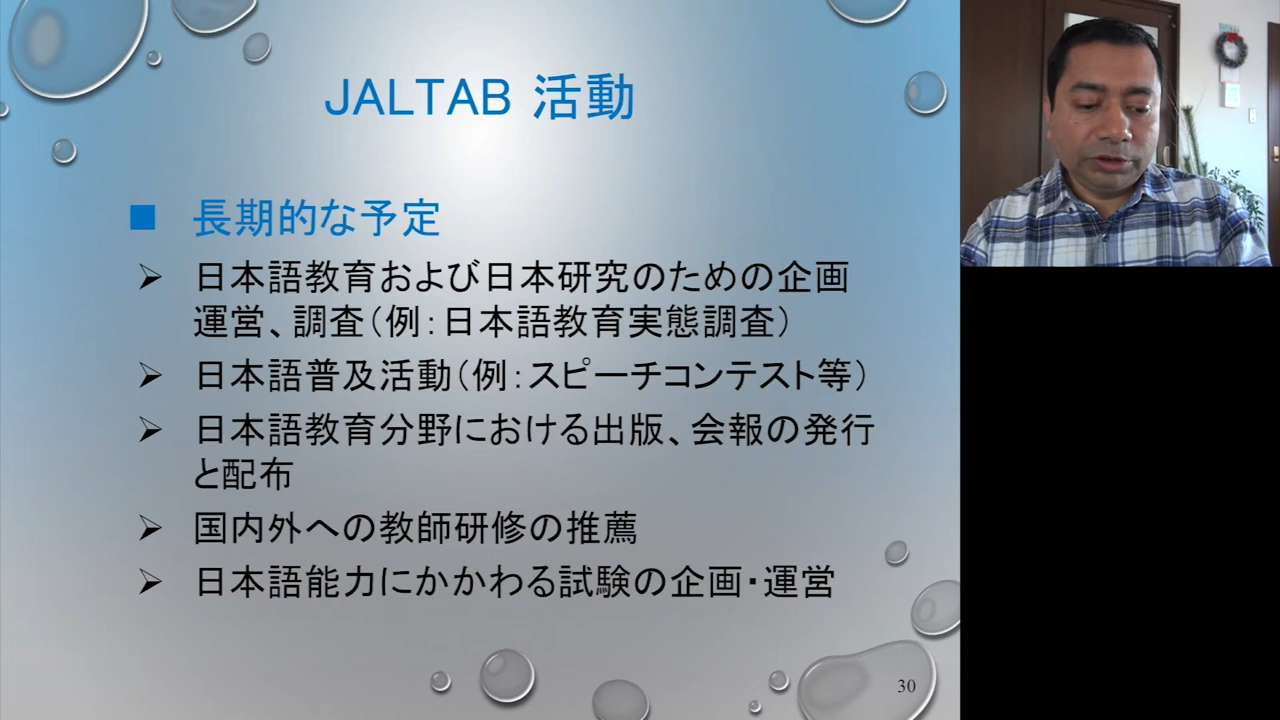 JALTAB 活動
■ 長期的な予定
➢ 日本語教育および日本研究のための企画
運営、調査（例：日本語教育実態調査）
➢ 日本語普及活動（例：スピーチコンテスト等）
➢ 日本語教育分野における出版、会報の発行
と配布
➢ 国内外への教師研修の推薦
➢ 日本語能力にかかわる試験の企画・運営
30